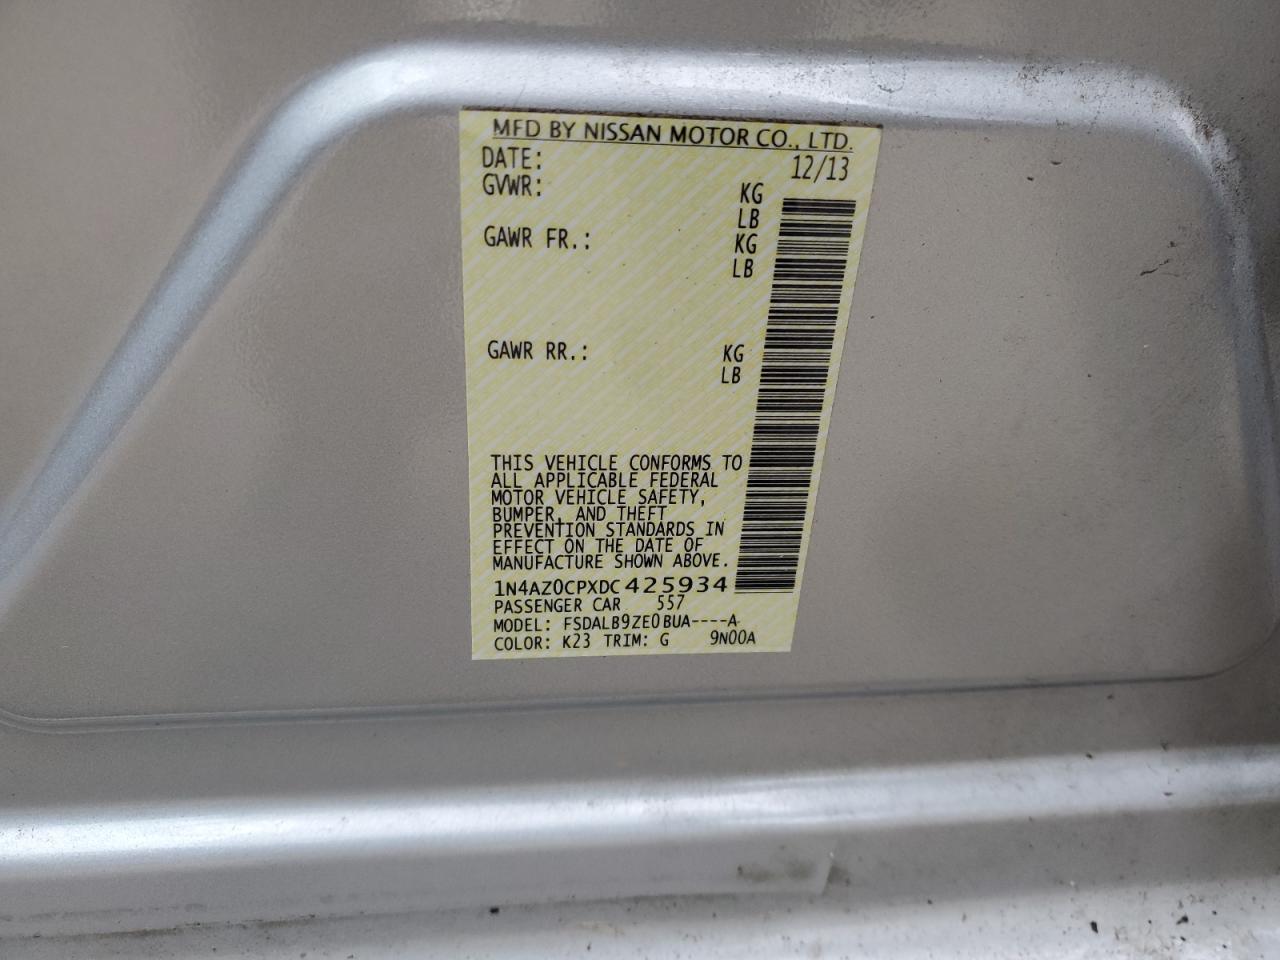 MFD BY NISSAN MOTOR CO., LTD.
DATE: 12/13
GVWR: KG
LB
GAWR FR.: KG
LB
GAWR RR.: KG
LB
THIS VEHICLE CONFORMS TO
ALL APPLICABLE FEDERAL
MOTOR VEHICLE SAFETY,
BUMPER, AND THEFT
PREVENTION STANDARDS IN
EFFECT ON THE DATE OF
MANUFACTURE SHOWN ABOVE.
1N4AZ0CPXDC425934
PASSENGER CAR 557
MODEL: FSDALB9ZE0BUA----A
COLOR: K23 TRIM: G 9N00A